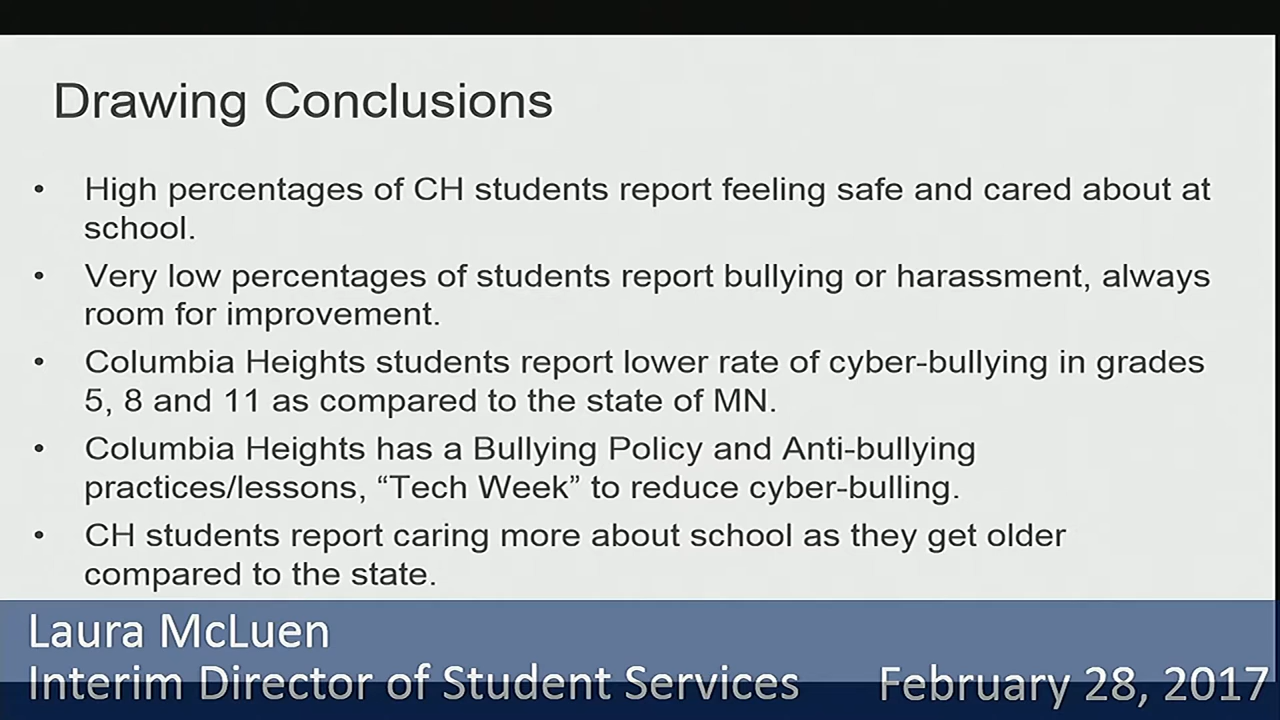 Drawing Conclusions
• High percentages of CH students report feeling safe and cared about at
school.
• Very low percentages of students report bullying or harassment, always
room for improvement.
• Columbia Heights students report lower rate of cyber-bullying in grades
5, 8 and 11 as compared to the state of MN.
• Columbia Heights has a Bullying Policy and Anti-bullying
practices/lessons, “Tech Week” to reduce cyber-bulling.
• CH students report caring more about school as they get older
compared to the state.
Laura McLuen
Interim Director of Student Services February 28, 2017